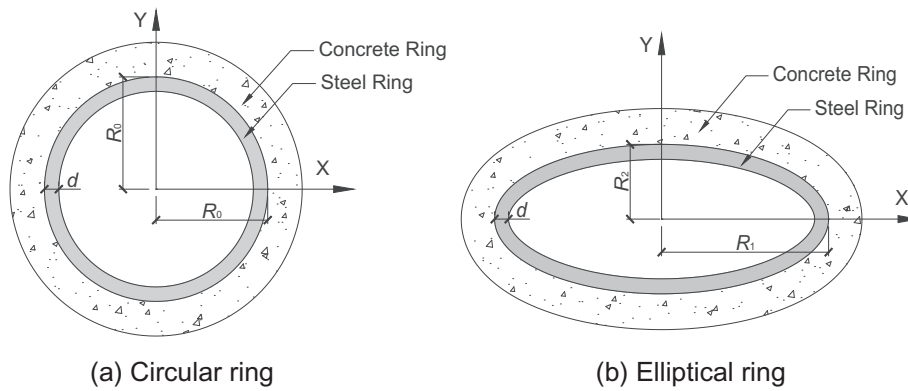 Y
Concrete Ring
Steel Ring
R0
X
d
R0
(a) Circular ring
Y
Concrete Ring
Steel Ring
R2
X
d
R1
(b) Elliptical ring